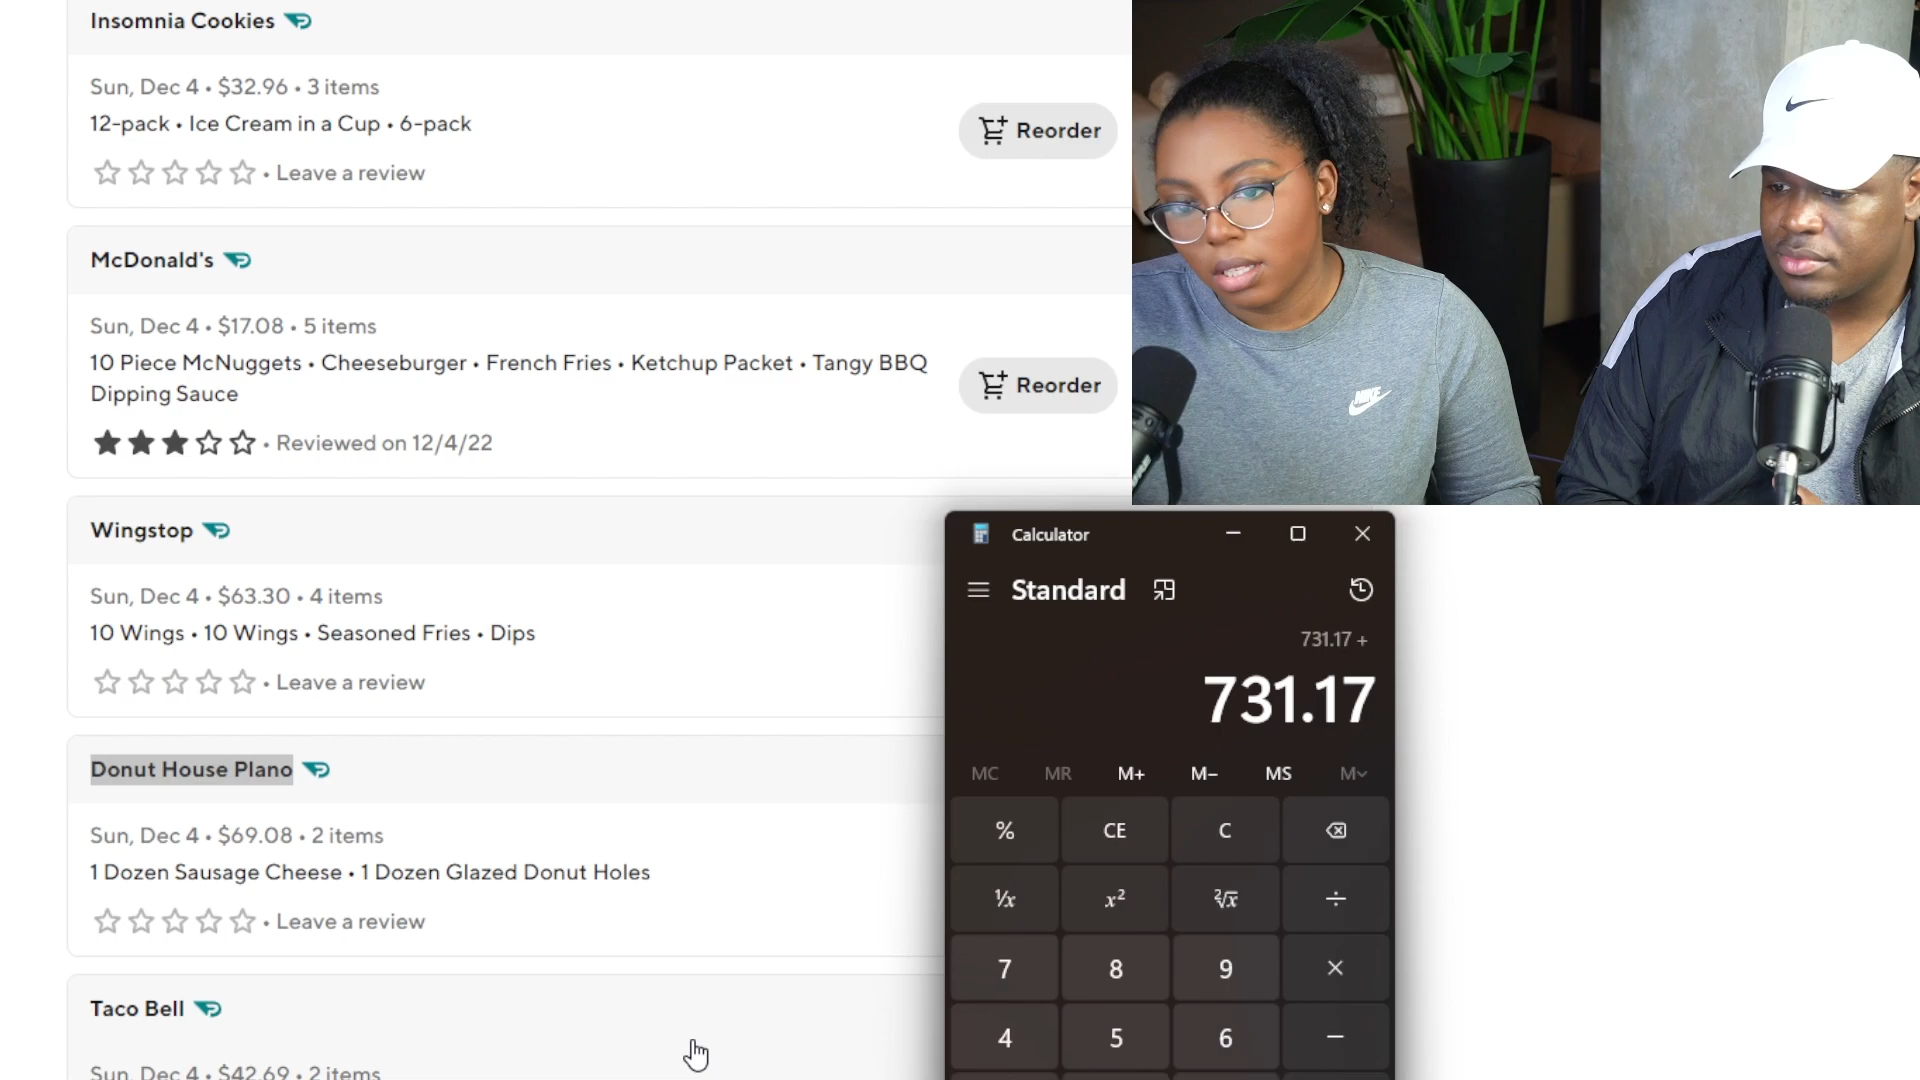 Insomnia Cookies
Sun, Dec 4 • $32.96 • 3 items
12-pack • Ice Cream in a Cup • 6-pack
Reorder
• Leave a review
McDonald's
Sun, Dec 4 • $17.08 • 5 items
10 Piece McNuggets • Cheeseburger • French Fries • Ketchup Packet • Tangy BBQ
Dipping Sauce
Reorder
• Reviewed on 12/4/22
Wingstop
Sun, Dec 4 • $63.30 • 4 items
10 Wings • 10 Wings • Seasoned Fries • Dips
• Leave a review
Donut House Plano
Sun, Dec 4 • $69.08 • 2 items
1 Dozen Sausage Cheese • 1 Dozen Glazed Donut Holes
• Leave a review
Taco Bell
Sun, Dec 4 • $42.69 • 2 items
NIKE
Calculator
Standard
731.17 +
731.17
MC MR M+ M− MS M
% CE C
⅟x x² ²√x ÷
7 8 9 ×
4 5 6 −